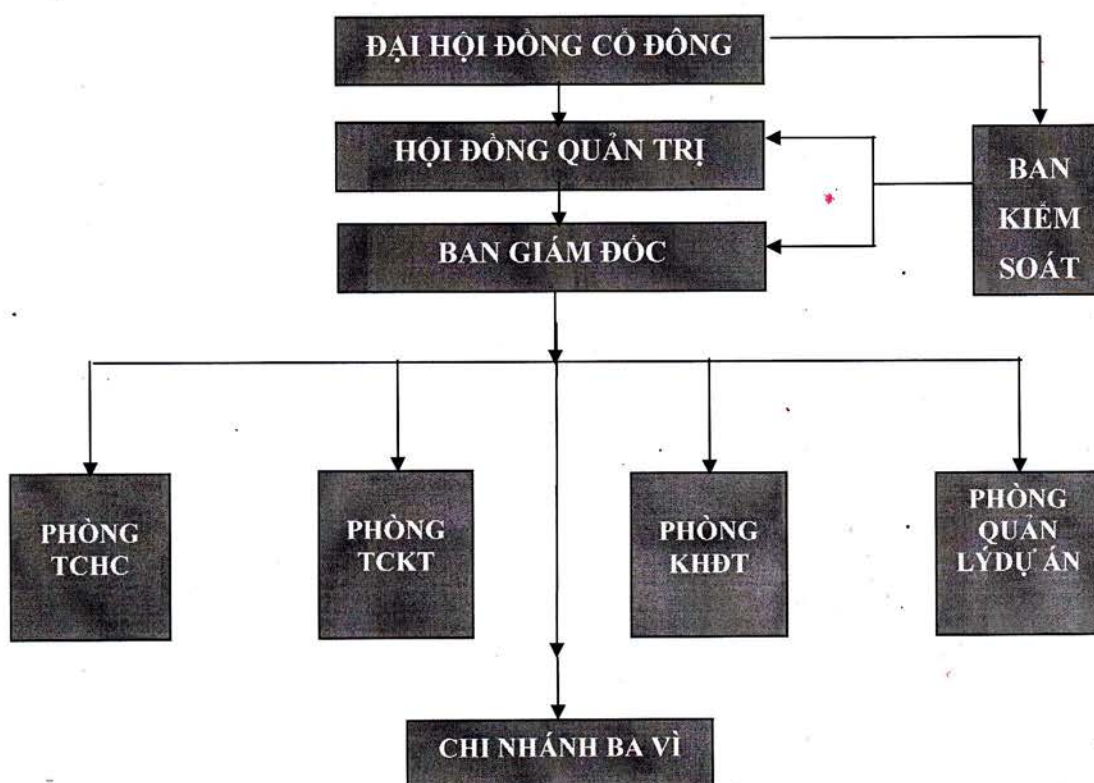 ĐẠI HỘI ĐỒNG CỔ ĐÔNG
HỘI ĐỒNG QUẢN TRỊ
BAN GIÁM ĐỐC
BAN
KIỂM
SOÁT
PHÒNG
TCHC
PHÒNG
TCKT
PHÒNG
KHĐT
PHÒNG
QUẢN
LÝDỰ ÁN
CHI NHÁNH BA VÌ